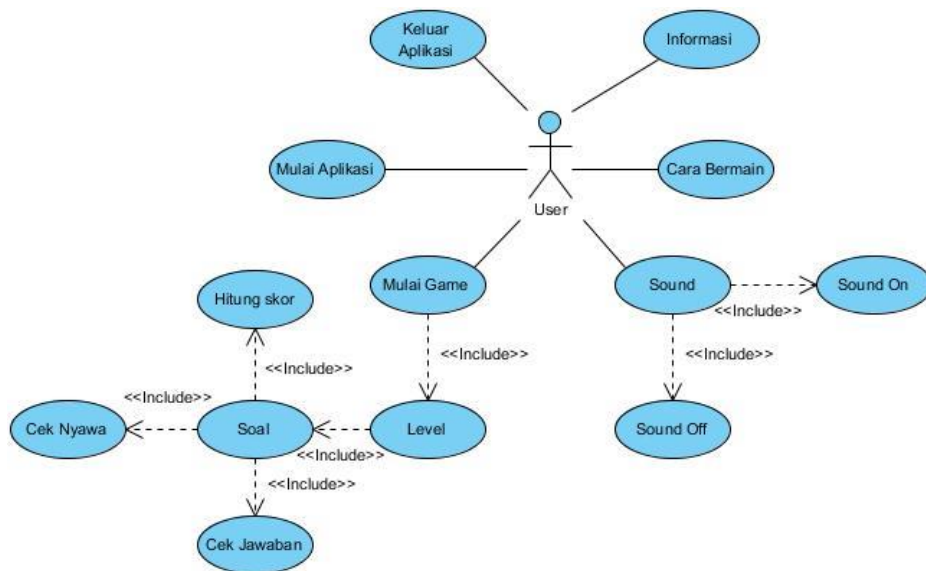 Keluar
Aplikasi
Informasi
Mulai Aplikasi
Cara Bermain
User
Hitung skor
Mulai Game
Sound
Sound On
<<Include>>
<<Include>>
<<Include>>
<<Include>>
<<Include>>
Cek Nyawa
Soal
Level
Sound Off
<<Include>>
<<Include>>
Cek Jawaban